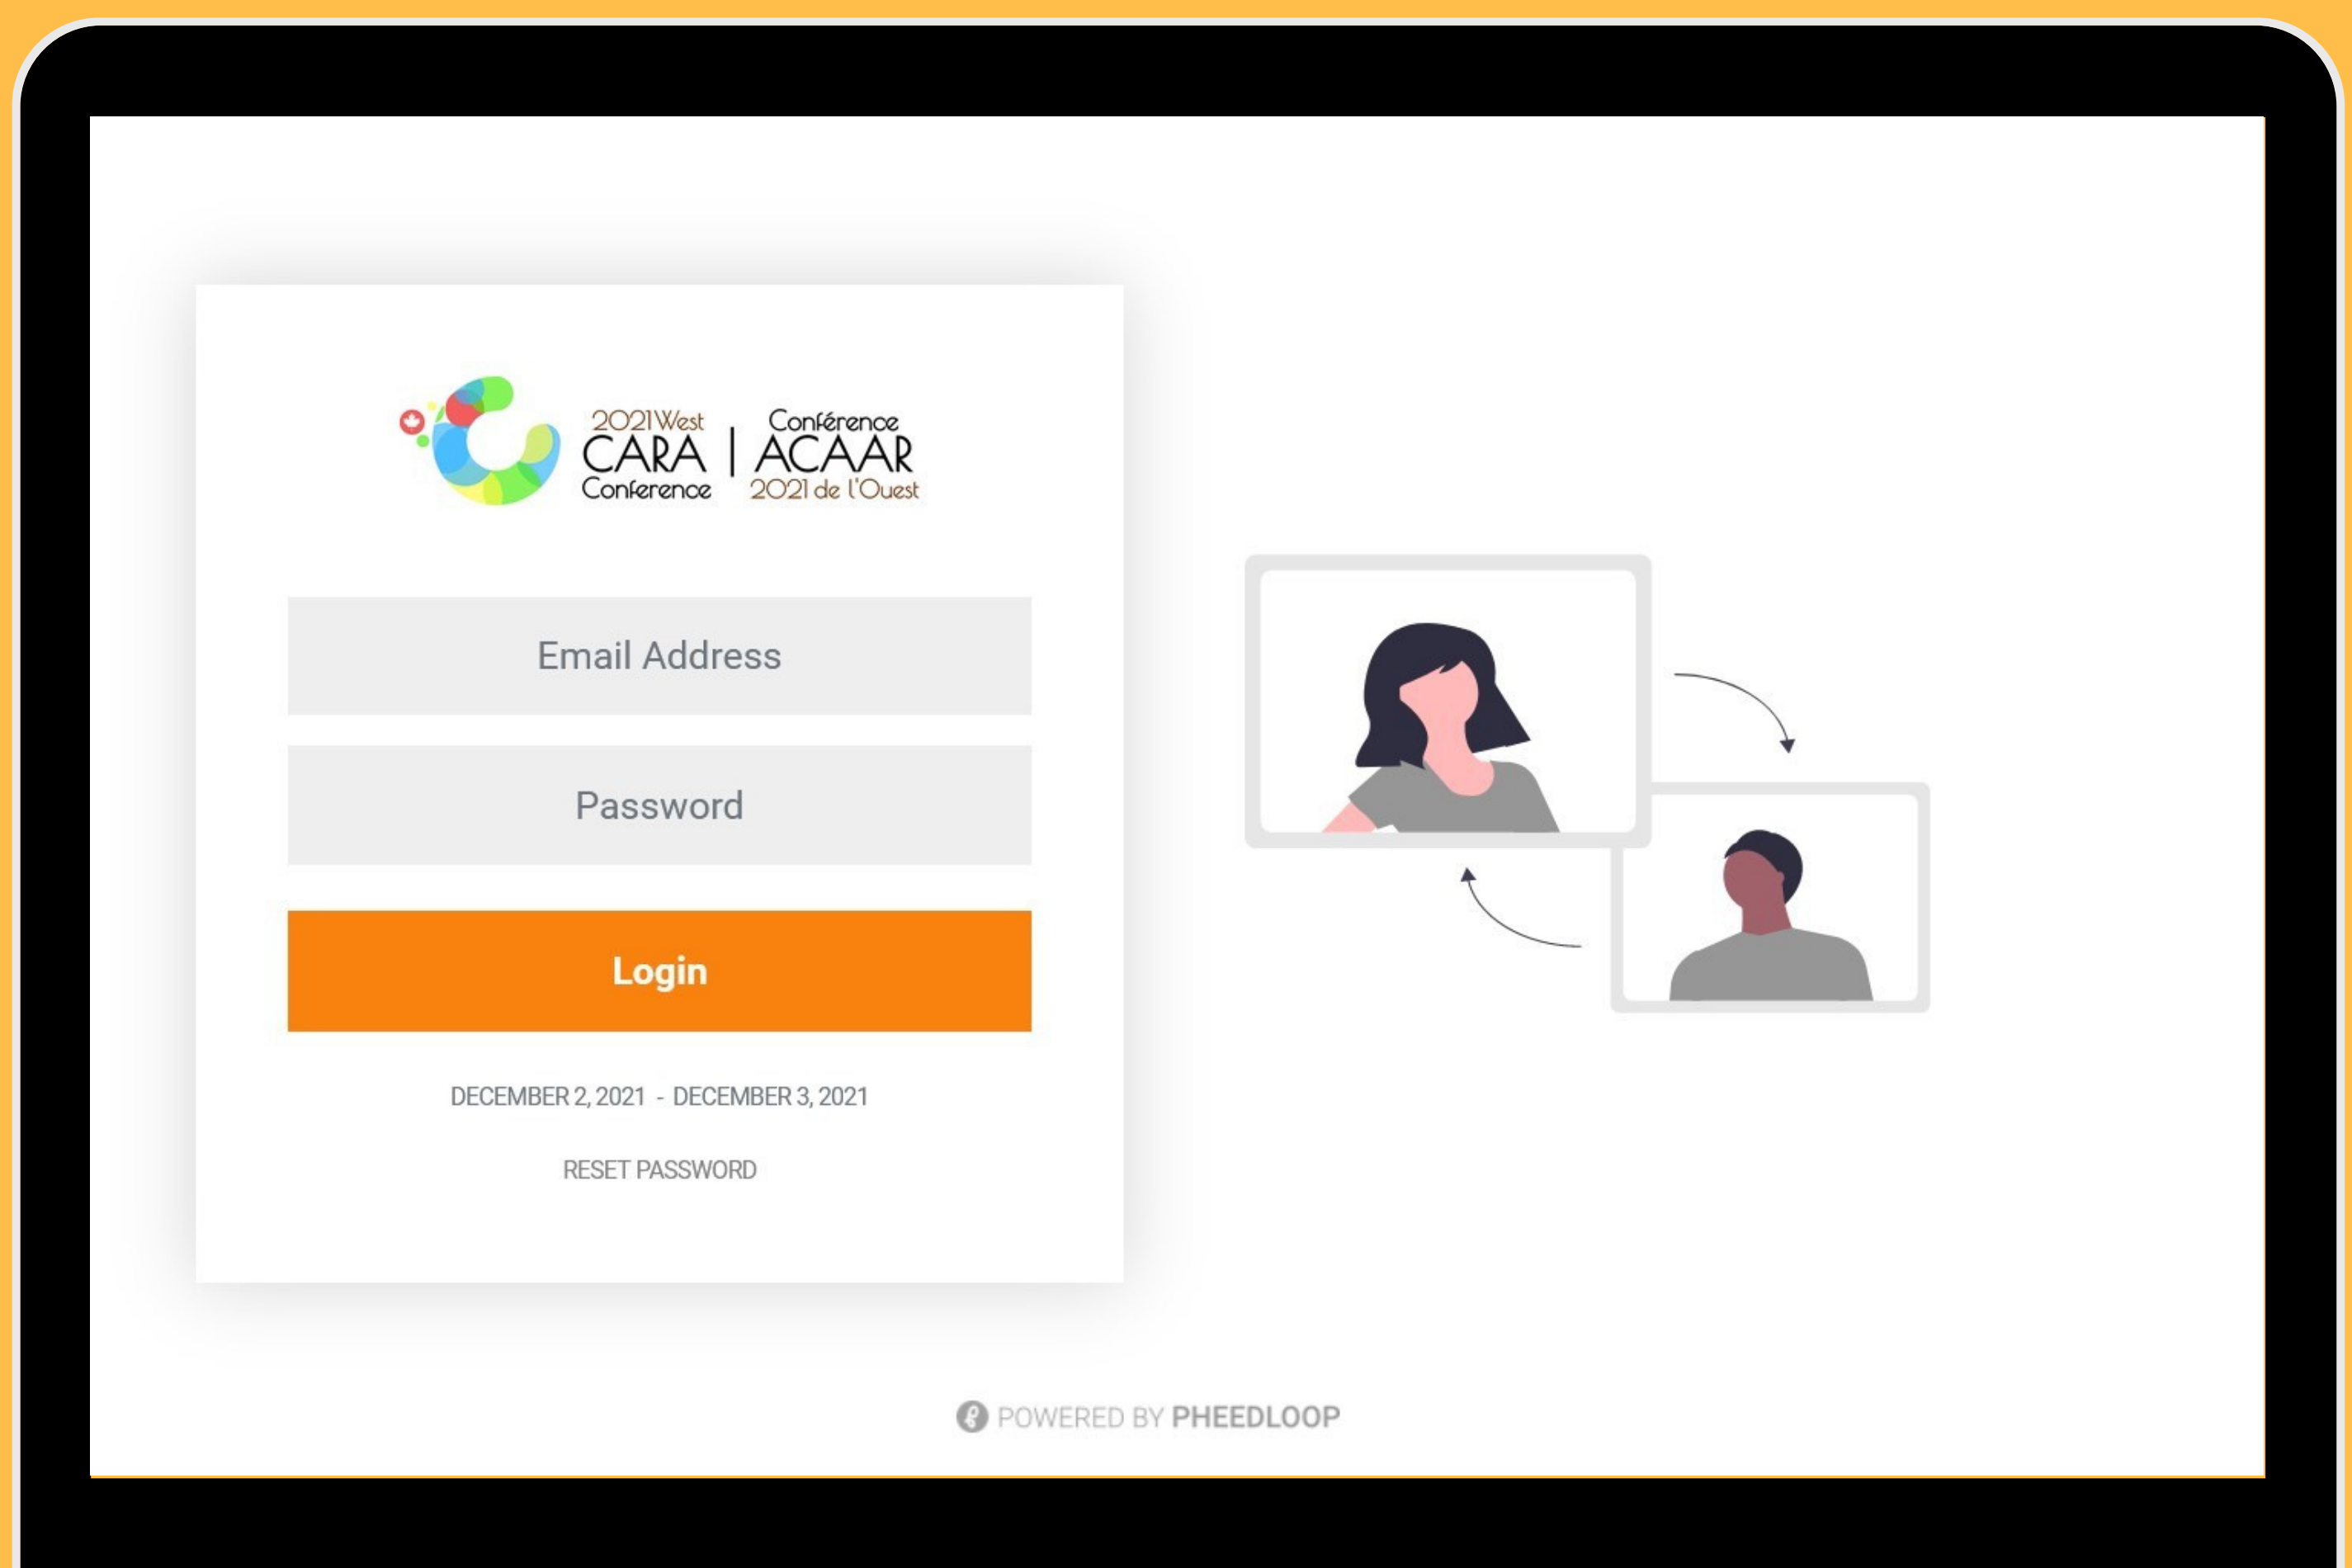 2021 West
CARA
Conference
Conférence
ACAAR
2021 de l'Ouest
Email Address
Password
Login
DECEMBER 2, 2021 - DECEMBER 3, 2021
RESET PASSWORD
POWERED BY PHEEDLOOP